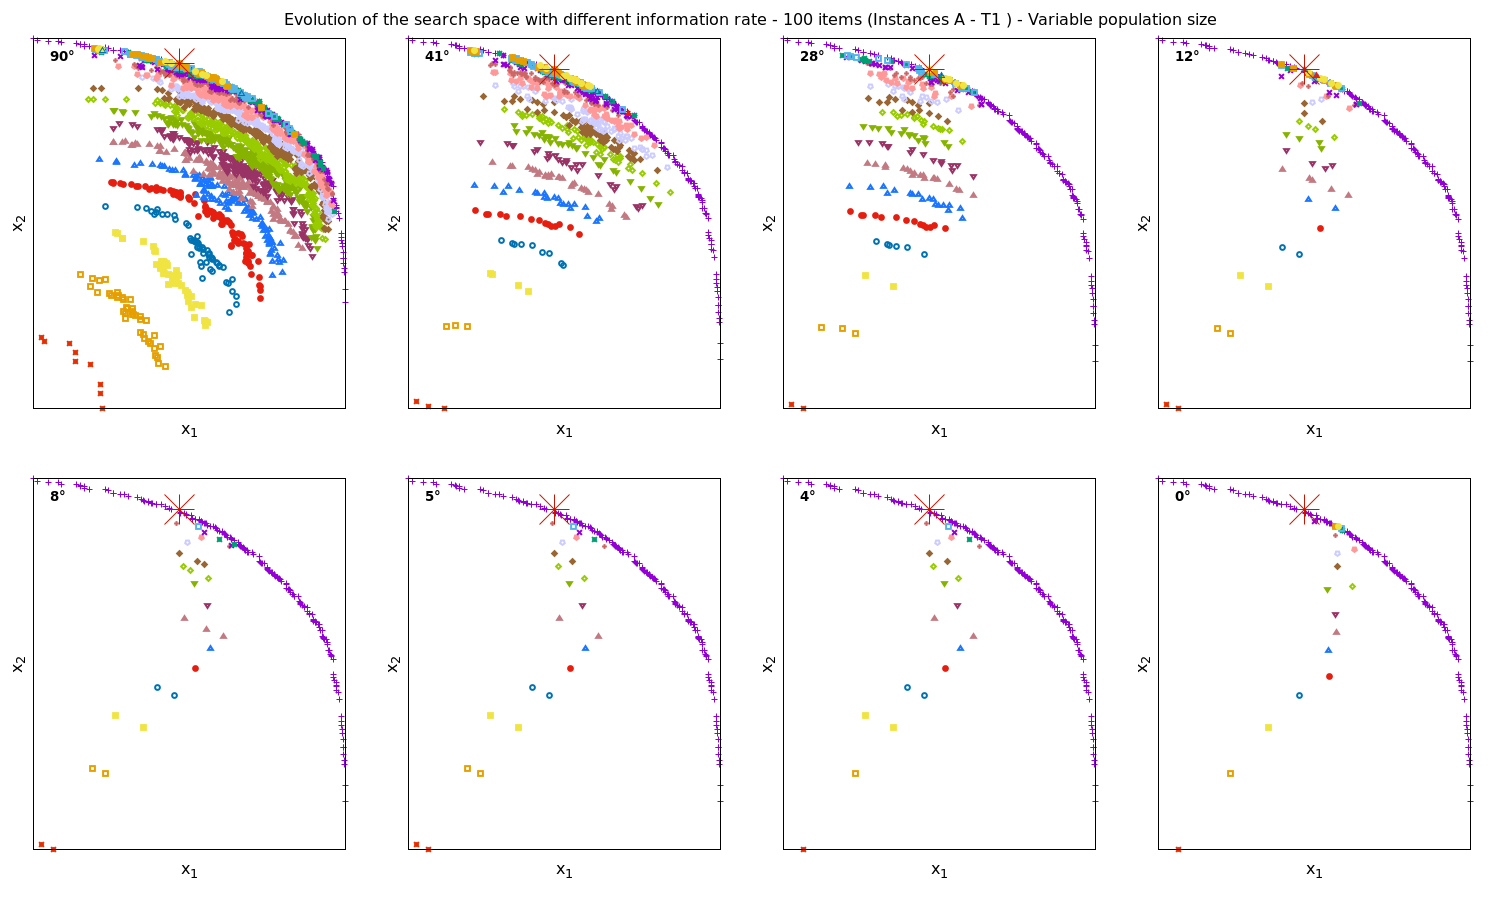 Evolution of the search space with different information rate - 100 items (Instances A - T1 ) - Variable population size
90°
41°
28°
12°
x2
x2
x2
x2
x1
x1
x1
x1
8°
5°
4°
0°
x2
x2
x2
x2
x1
x1
x1
x1